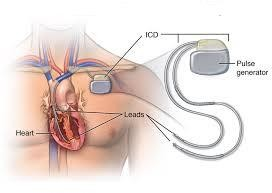 ICD
Pulse
generator
Leads
Heart